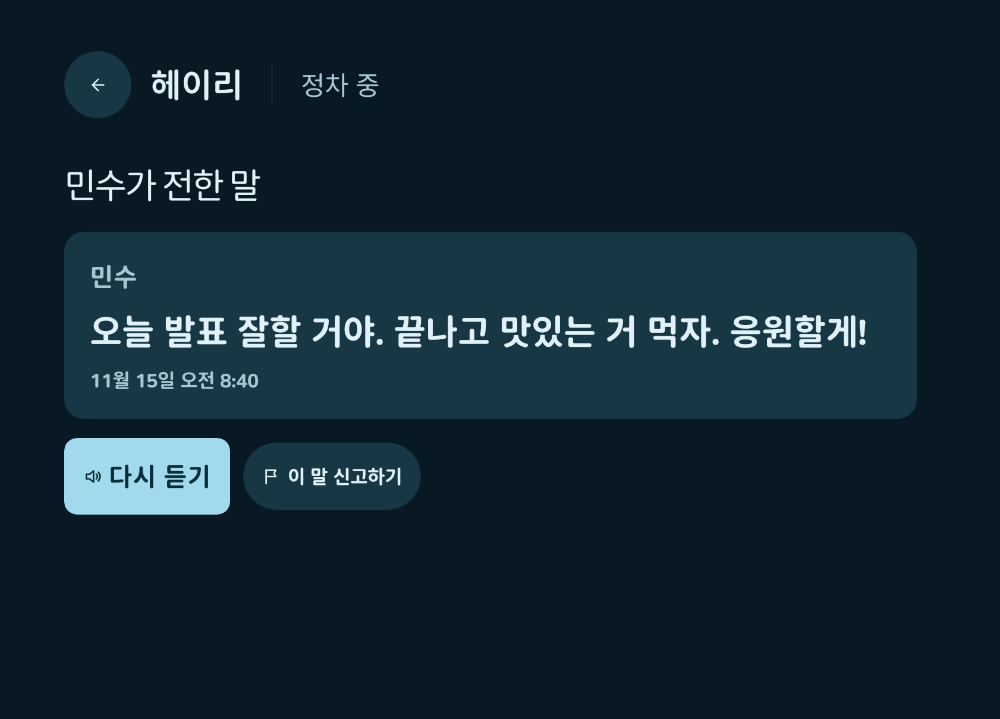 헤이리
정차 중
민수가 전한 말
민수
오늘 발표 잘할 거야. 끝나고 맛있는 거 먹자. 응원할게!
11월 15일 오전 8:40
다시 듣기
이 말 신고하기